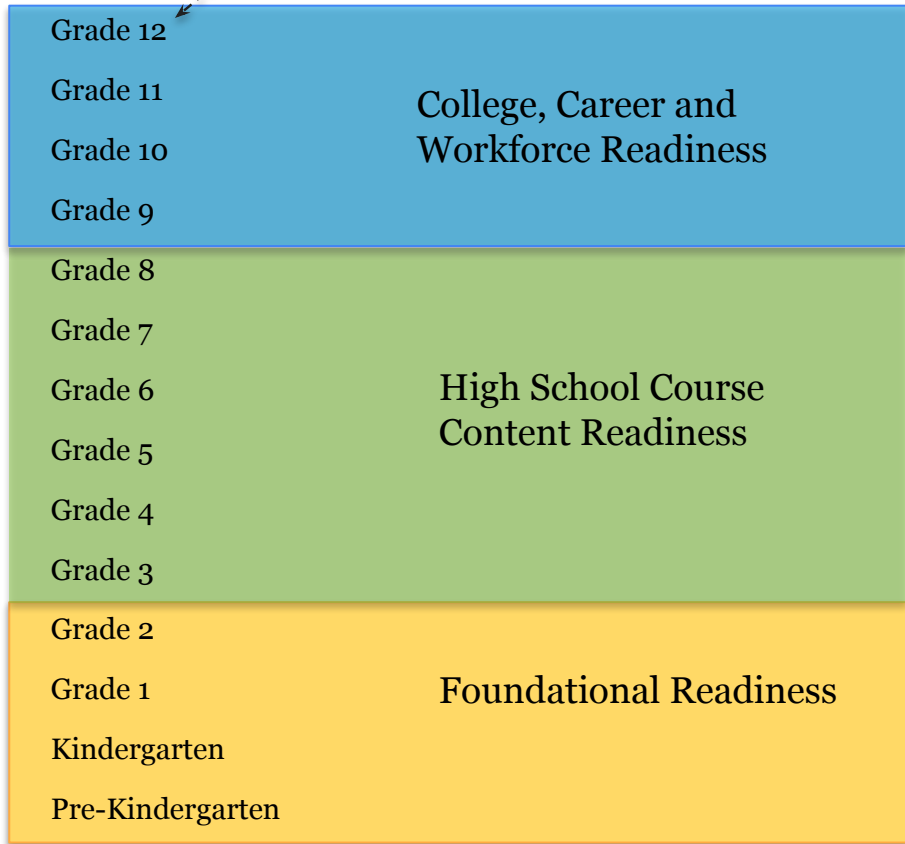 Grade 12
Grade 11
Grade 10
Grade 9
College, Career and
Workforce Readiness
Grade 8
Grade 7
Grade 6
Grade 5
Grade 4
Grade 3
High School Course
Content Readiness
Grade 2
Grade 1
Kindergarten
Pre-Kindergarten
Foundational Readiness